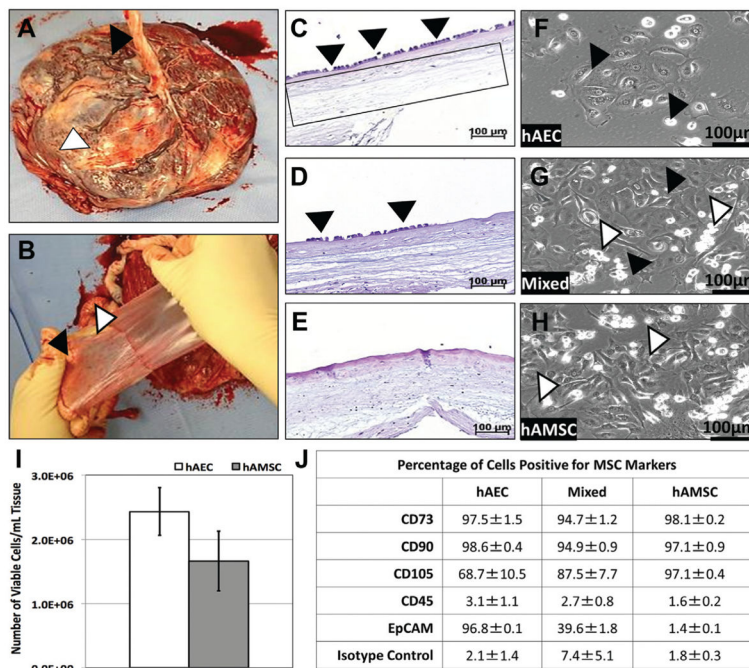 A
B
C
100 µm
D
100 µm
E
100 µm
F
hAEC
100µm
G
Mixed
100µm
H
hAMSC
100µm
I
hAEC hAMSC
Number of Viable Cells/mL Tissue
3.0E+06
2.0E+06
1.0E+06
0.0E+00
J
Percentage of Cells Positive for MSC Markers
hAEC Mixed hAMSC
CD73 97.5±1.5 94.7±1.2 98.1±0.2
CD90 98.6±0.4 94.9±0.9 97.1±0.9
CD105 68.7±10.5 87.5±7.7 97.1±0.4
CD45 3.1±1.1 2.7±0.8 1.6±0.2
EpCAM 96.8±0.1 39.6±1.8 1.4±0.1
Isotype Control 2.1±1.4 7.4±5.1 1.8±0.3